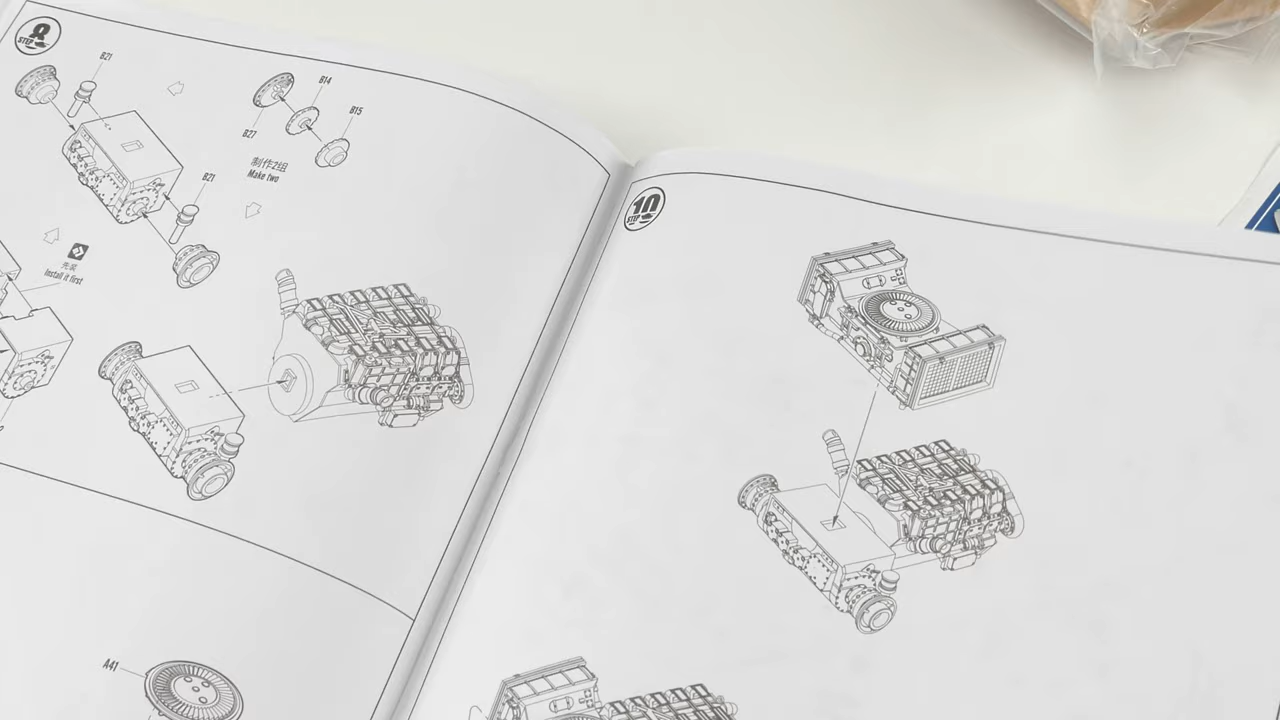 STEP 8
B21
B14
B15
B27
制作2组
Make two
B21
先装
Install it first
A41
STEP 10